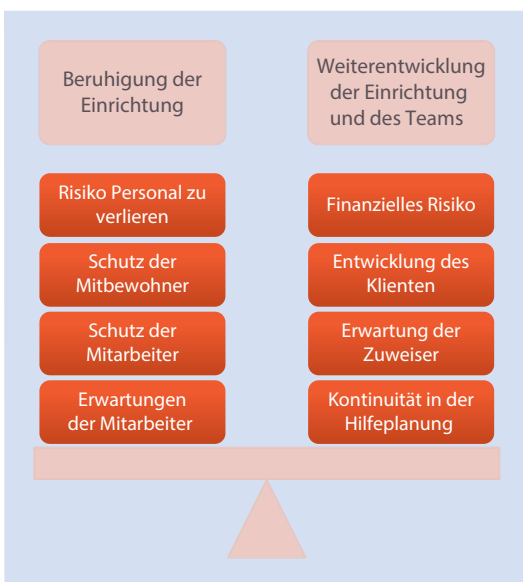 Beruhigung der
Einrichtung
Weiterentwicklung
der Einrichtung
und des Teams
Risiko Personal zu
verlieren
Schutz der
Mitbewohner
Schutz der
Mitarbeiter
Erwartungen
der Mitarbeiter
Finanzielles Risiko
Entwicklung des
Klienten
Erwartung der
Zuweiser
Kontinuität in der
Hilfeplanung